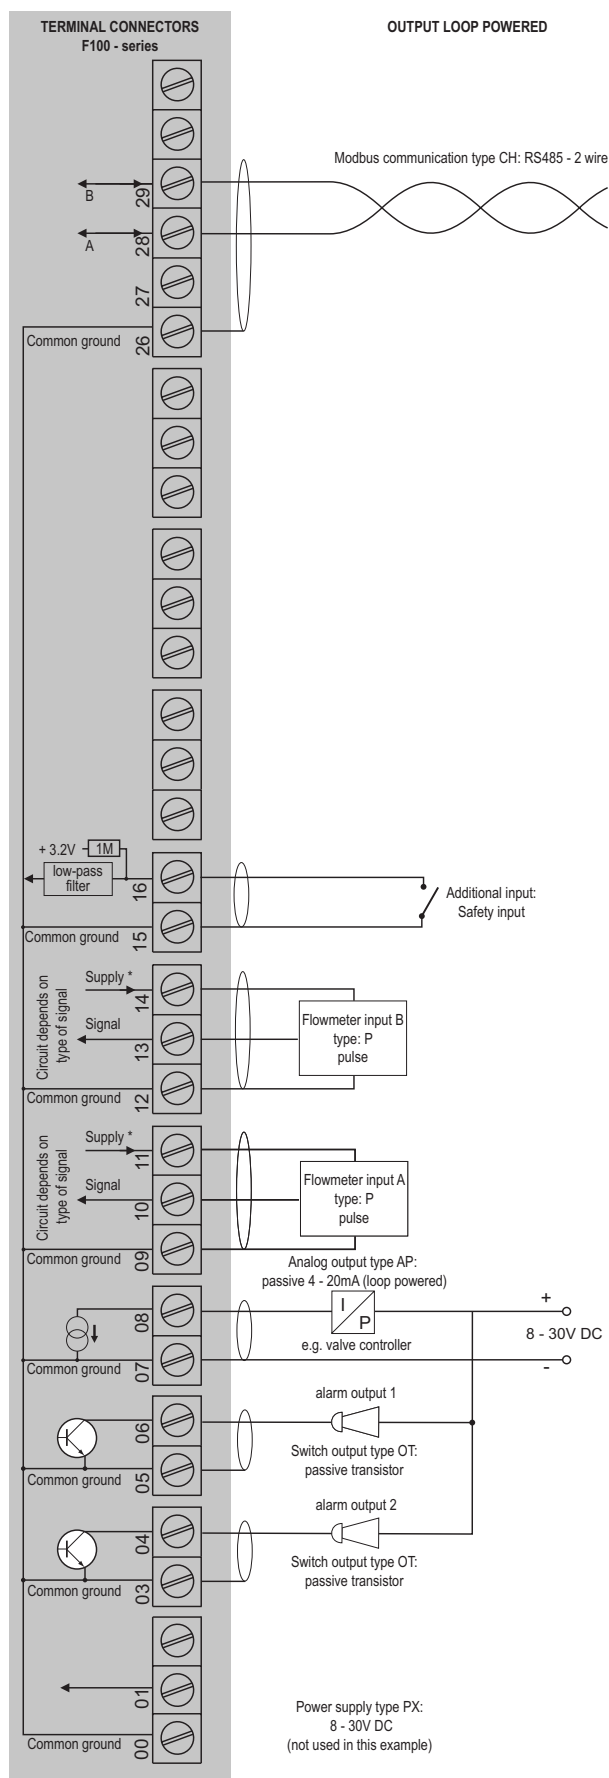 TERMINAL CONNECTORS
F100 - series
OUTPUT LOOP POWERED
Modbus communication type CH: RS485 - 2 wire
B
29
A
28
27
Common ground
26
+ 3.2V
1M
low-pass
filter
16
Additional input:
Safety input
Common ground
15
Circuit depends on
type of signal
Supply *
14
Signal
13
Flowmeter input B
type: P
pulse
Common ground
12
Circuit depends on
type of signal
Supply *
11
Signal
10
Flowmeter input A
type: P
pulse
Common ground
09
Analog output type AP:
passive 4 - 20mA (loop powered)
08
I
P
+
8 - 30V DC
-
e.g. valve controller
Common ground
07
alarm output 1
06
Switch output type OT:
passive transistor
Common ground
05
alarm output 2
04
Switch output type OT:
passive transistor
Common ground
03
01
Power supply type PX:
8 - 30V DC
(not used in this example)
Common ground
00